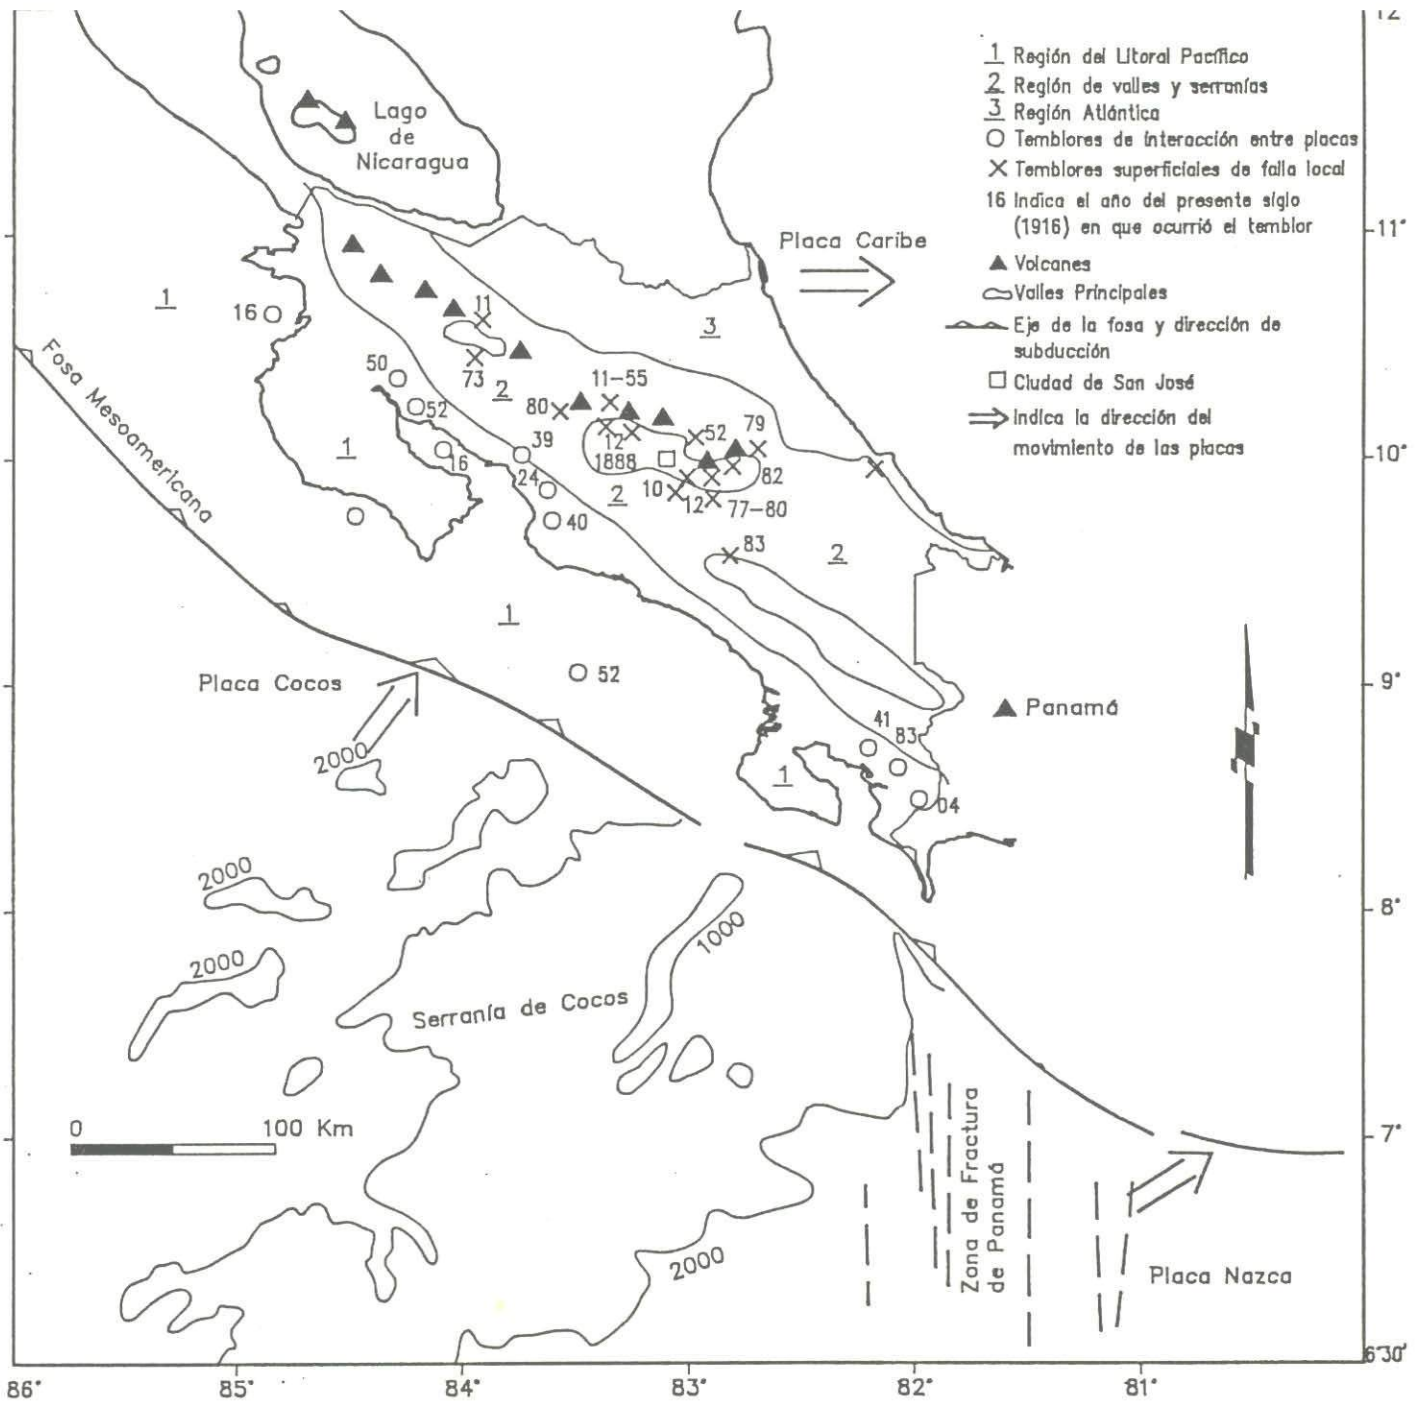 12
1 Región del Litoral Pacífico
2 Región de valles y serranías
3 Región Atlántica
Temblores de interacción entre placas
Temblores superficiales de falla local
16 Indica el año del presente siglo
(1916) en que ocurrió el temblor
Volcanes
Valles Principales
Eje de la fosa y dirección de
subducción
Ciudad de San José
Indica la dirección del
movimiento de las placas
Lago
de
Nicaragua
Placa Caribe
11°
1
16
11
3
Fosa Mesoamericana
50
73
2
11-55
80
52
52
79
39
12
1
16
1888
10°
24
82
2
10
12
77-80
40
83
2
1
52
Placa Cocos
9°
Panamá
41
83
2000
1
04
2000
8°
1000
2000
Serranía de Cocos
0
100 Km
7°
Zona de Fractura
de Panamá
2000
Placa Nazca
6°30'
86°
85°
84°
83°
82°
81°